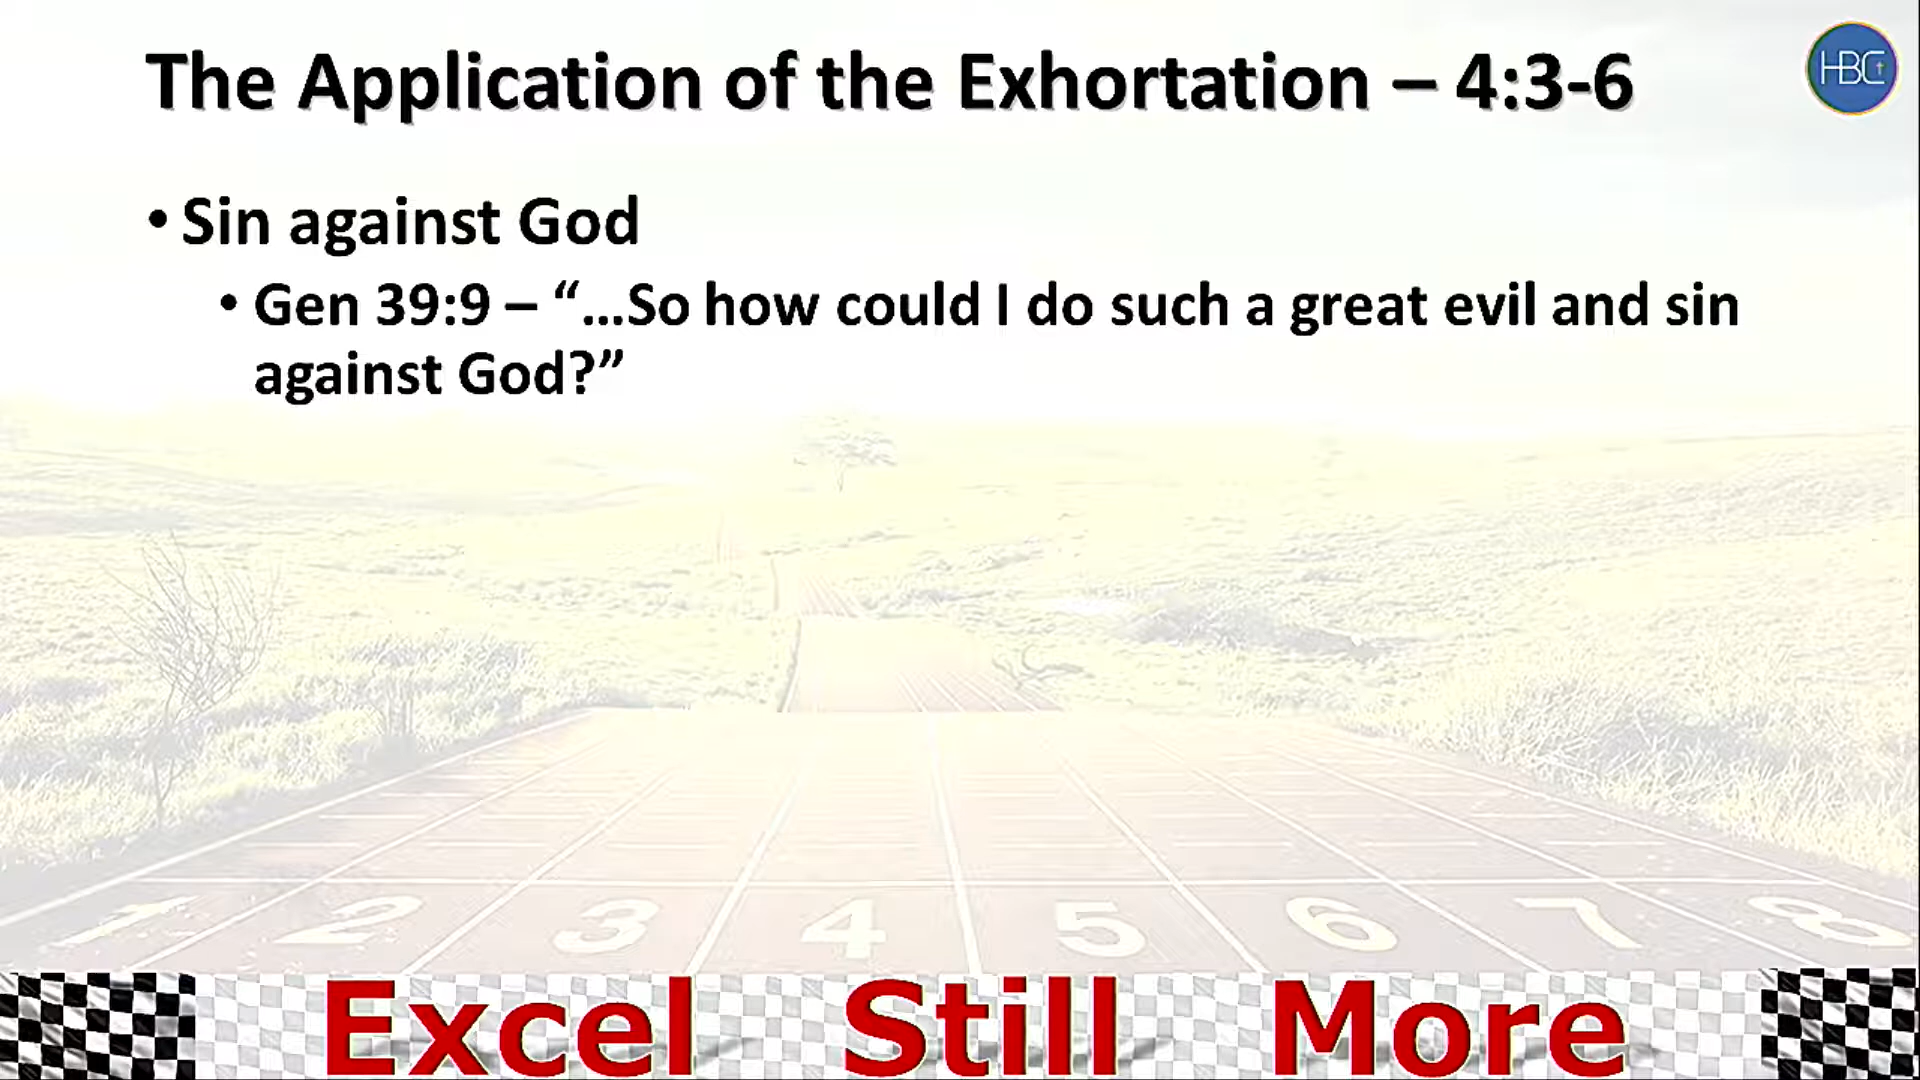 The Application of the Exhortation – 4:3-6
HBC
• Sin against God
• Gen 39:9 – “…So how could I do such a great evil and sin
against God?”
1 2 3 4 5 6 7 8
Excel Still More